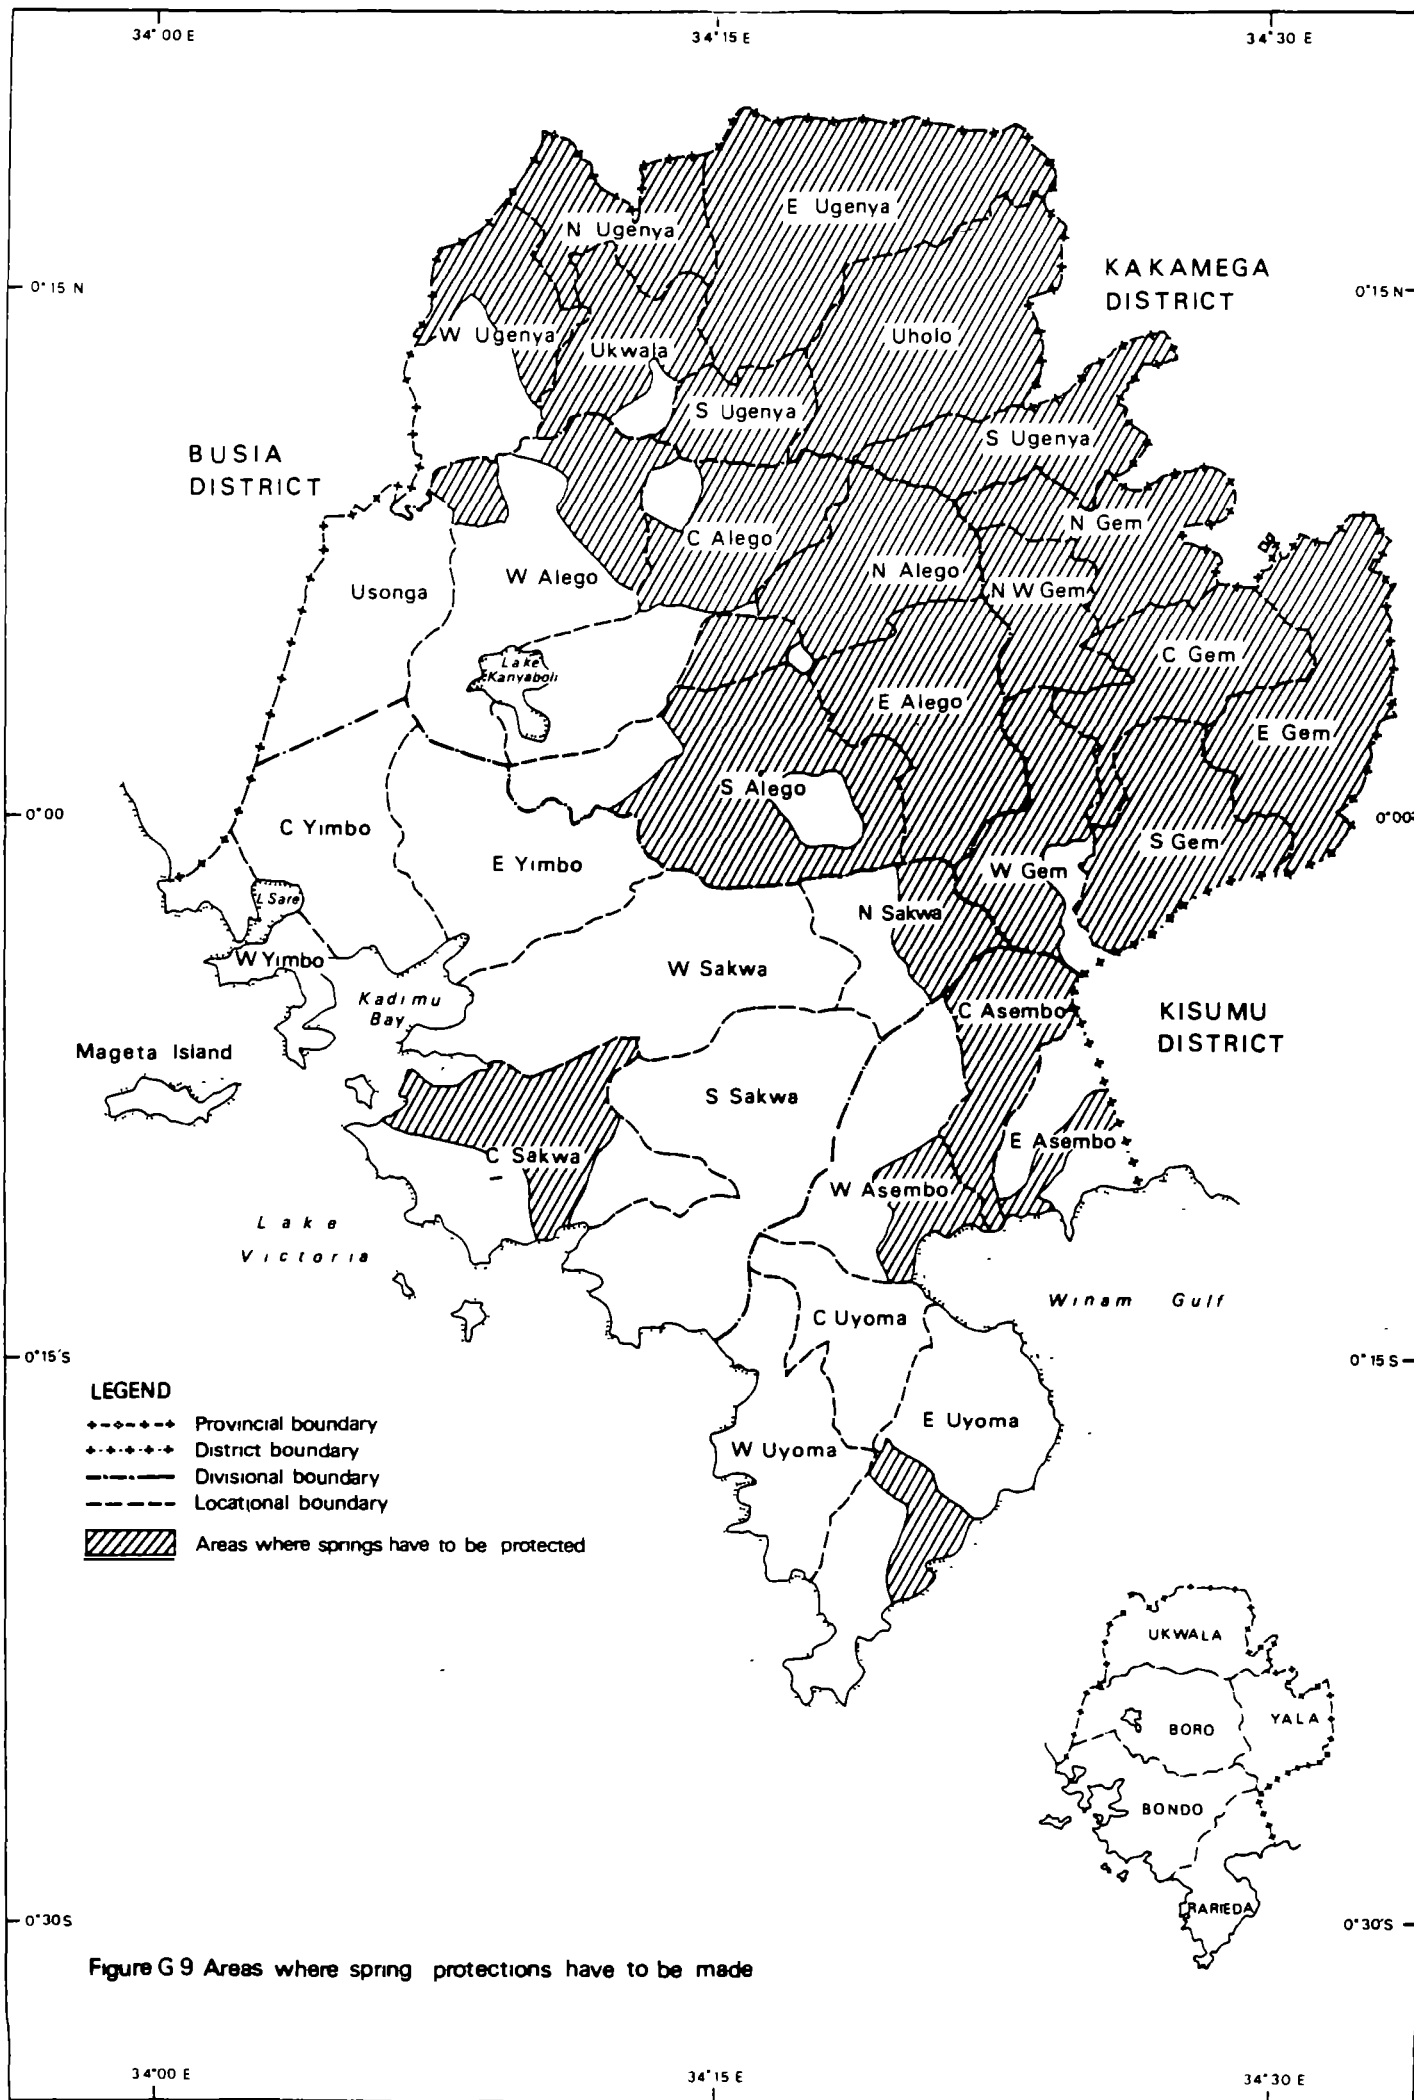 34°00 E
34°15 E
34°30 E
E Ugenya
N Ugenya
KAKAMEGA
DISTRICT
0°15 N
0°15 N
W Ugenya
Ukwala
Uholo
S Ugenya
S Ugenya
BUSIA
DISTRICT
N Gem
C Alego
W Alego
N Alego
N W Gem
Usonga
C Gem
Lake
Kanyaboli
E Alego
E Gem
S Alego
0°00
0°00
C Yimbo
S Gem
E Yimbo
W Gem
L Sare
N Sakwa
W Yimbo
W Sakwa
Kadimu
Bay
C Asembo
KISUMU
DISTRICT
Mageta Island
S Sakwa
E Asembo
C Sakwa
W Asembo
Lake
Victoria
Winam Gulf
C Uyoma
0°15'S
0°15 S
LEGEND
Provincial boundary
District boundary
Divisional boundary
Locational boundary
Areas where springs have to be protected
E Uyoma
W Uyoma
UKWALA
BORO
YALA
BONDO
RARIEDA
0°30S
0°30'S
Figure G 9 Areas where spring protections have to be made
34°00 E
34°15 E
34°30 E